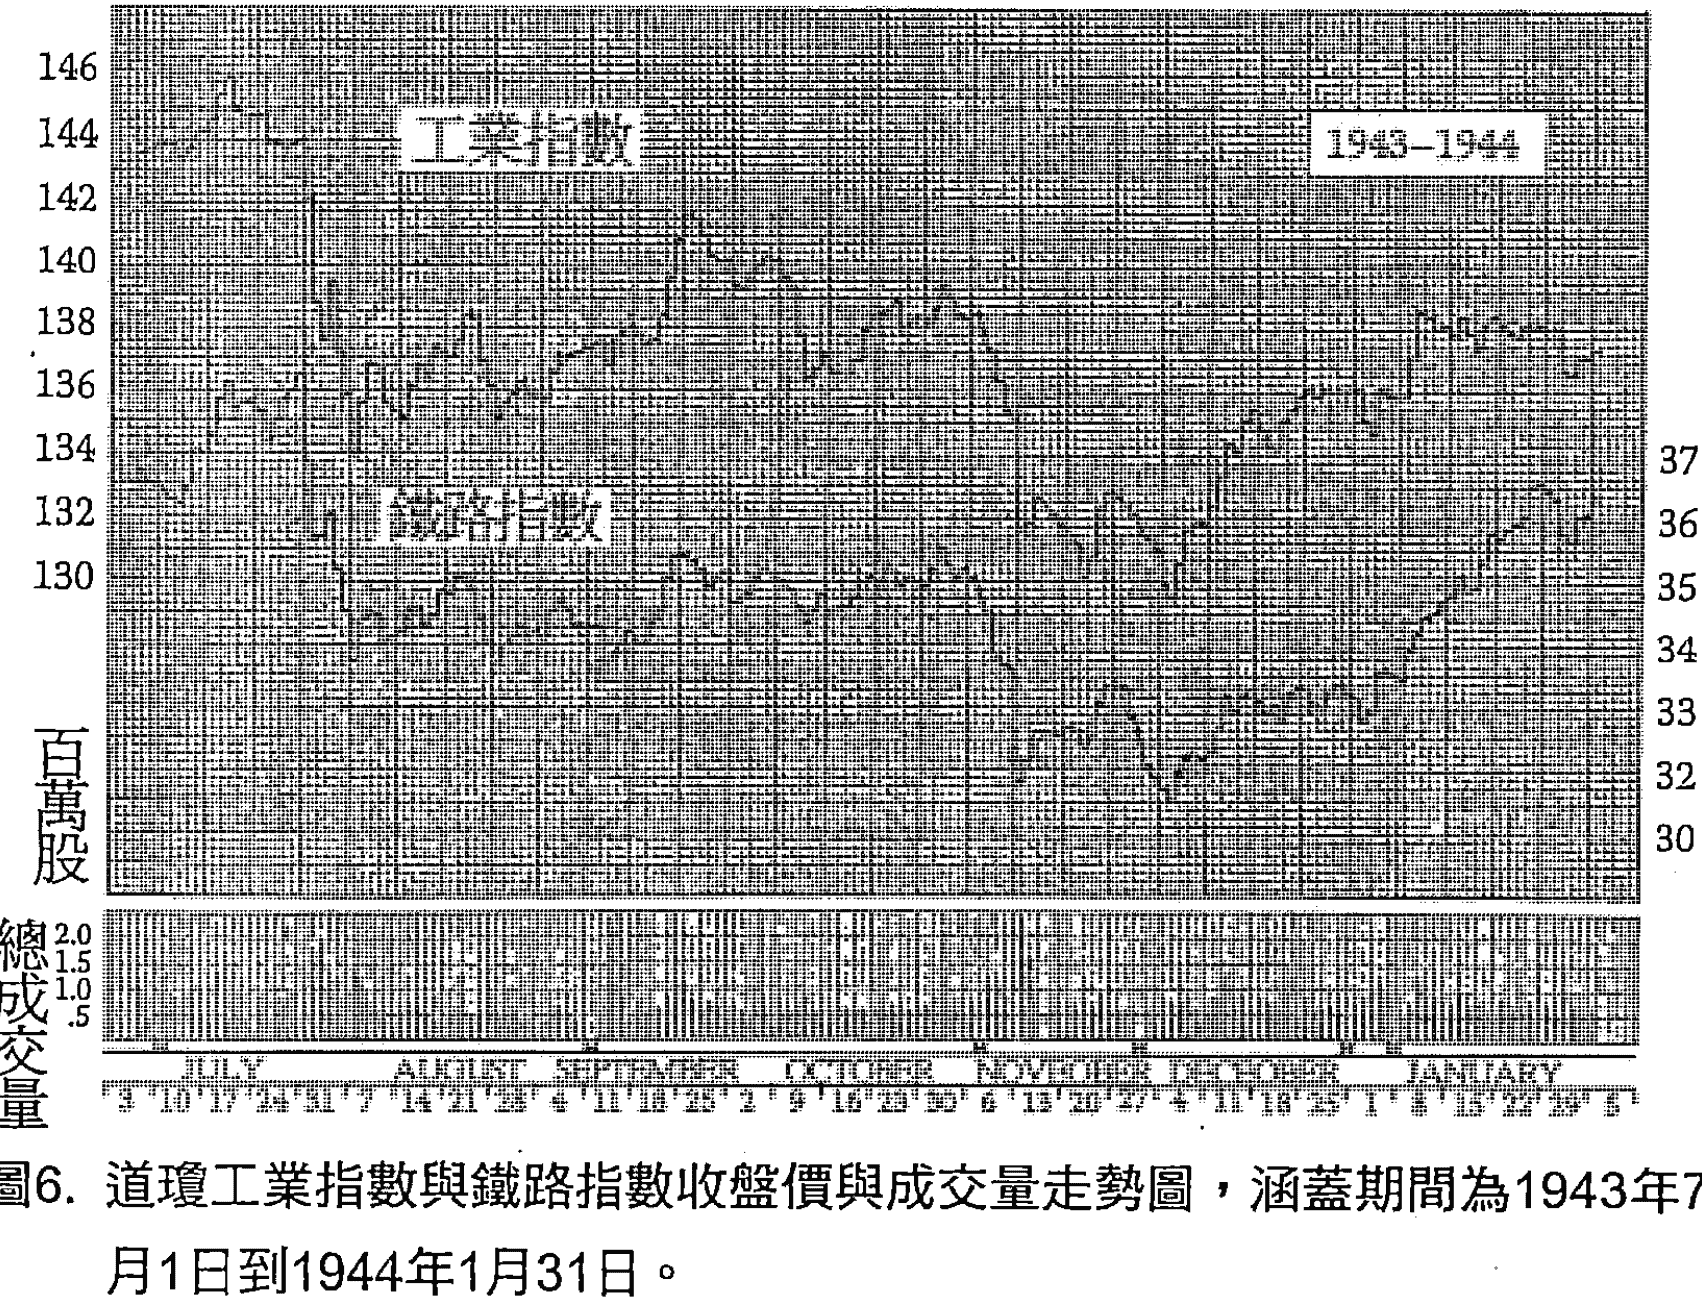 146
144
142
140
138
136
134
132
130
工業指數
1943–1944
鐵路指數
37
36
35
34
33
32
30
百萬股
總成交量
2.0
1.5
1.0
.5
JULY AUGUST SEPTEMBER OCTOBER NOVEMBER DECEMBER JANUARY
3 10 17 24 31 7 14 21 28 4 11 18 25 2 9 16 23 30 6 13 20 27 4 11 18 25 1 8 15 22 29 5
圖6. 道瓊工業指數與鐵路指數收盤價與成交量走勢圖，涵蓋期間為1943年7
月1日到1944年1月31日。